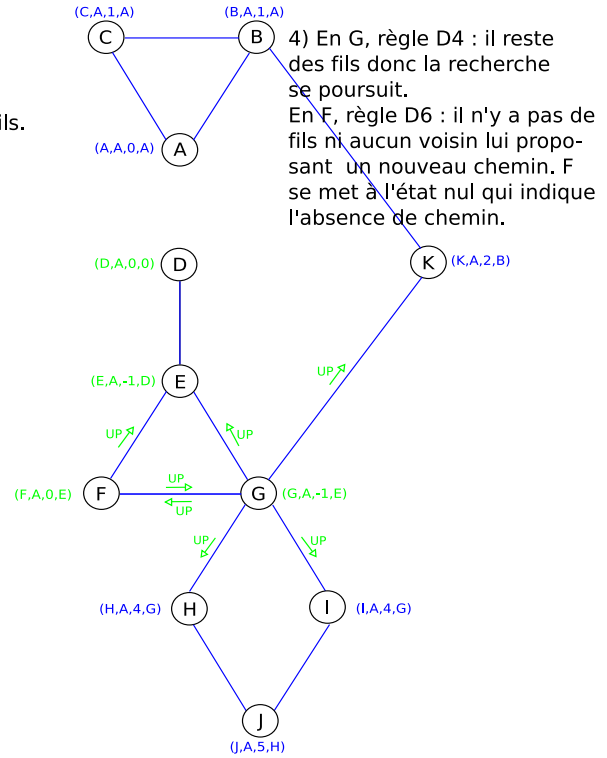 (C,A,1,A)
(B,A,1,A)
C
B
4) En G, règle D4 : il reste
des fils donc la recherche
se poursuit.
En F, règle D6 : il n'y a pas de
fils ni aucun voisin lui propo-
sant un nouveau chemin. F
se met à l'état nul qui indique
l'absence de chemin.
ils.
(A,A,0,A)
A
(D,A,0,0)
D
K
(K,A,2,B)
(E,A,-1,D)
E
UP
UP
UP
(F,A,0,E)
F
UP
UP
G
(G,A,-1,E)
UP
UP
(H,A,4,G)
H
I
(I,A,4,G)
J
(J,A,5,H)